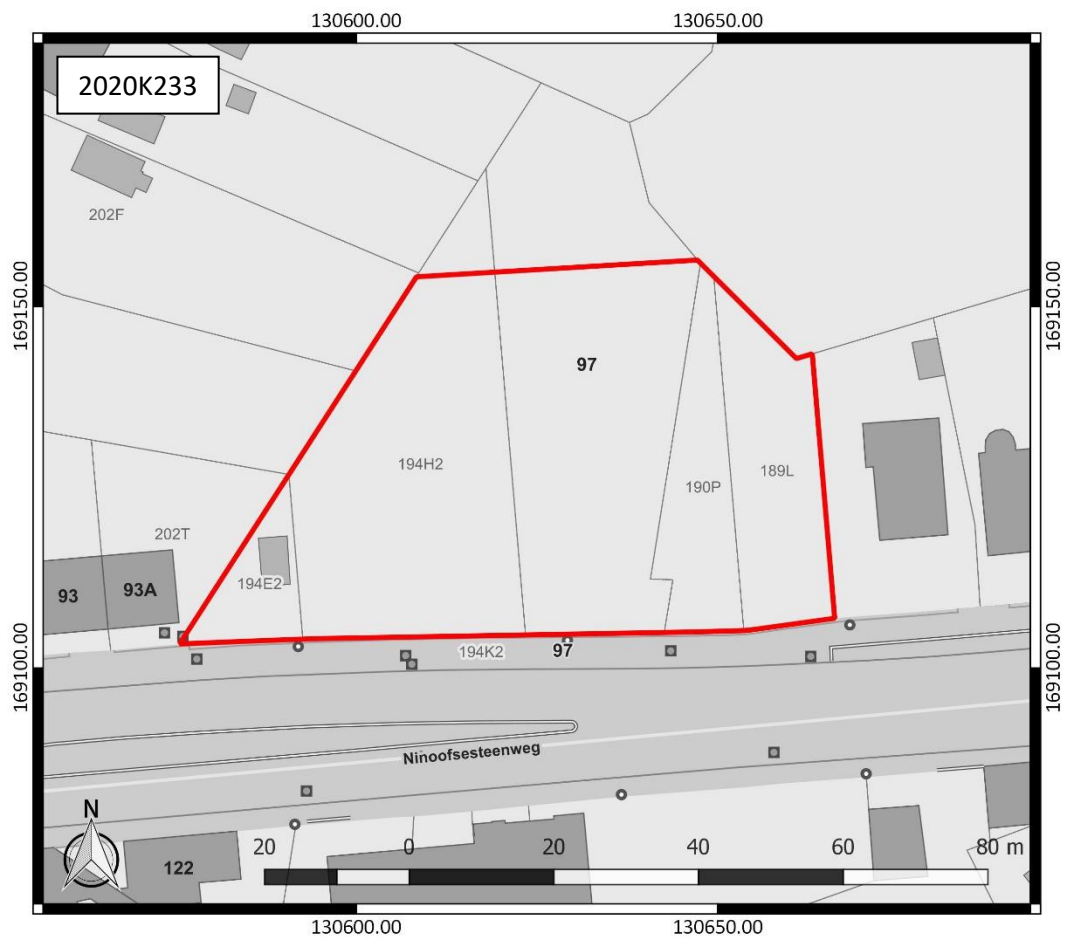 130600.00
130650.00
2020K233
202F
169150.00
169150.00
97
194H2
189L
190P
202T
194E2
93
93A
194K2
97
169100.00
169100.00
Ninoofsesteenweg
N
20
0
20
40
60
80 m
122
130600.00
130650.00